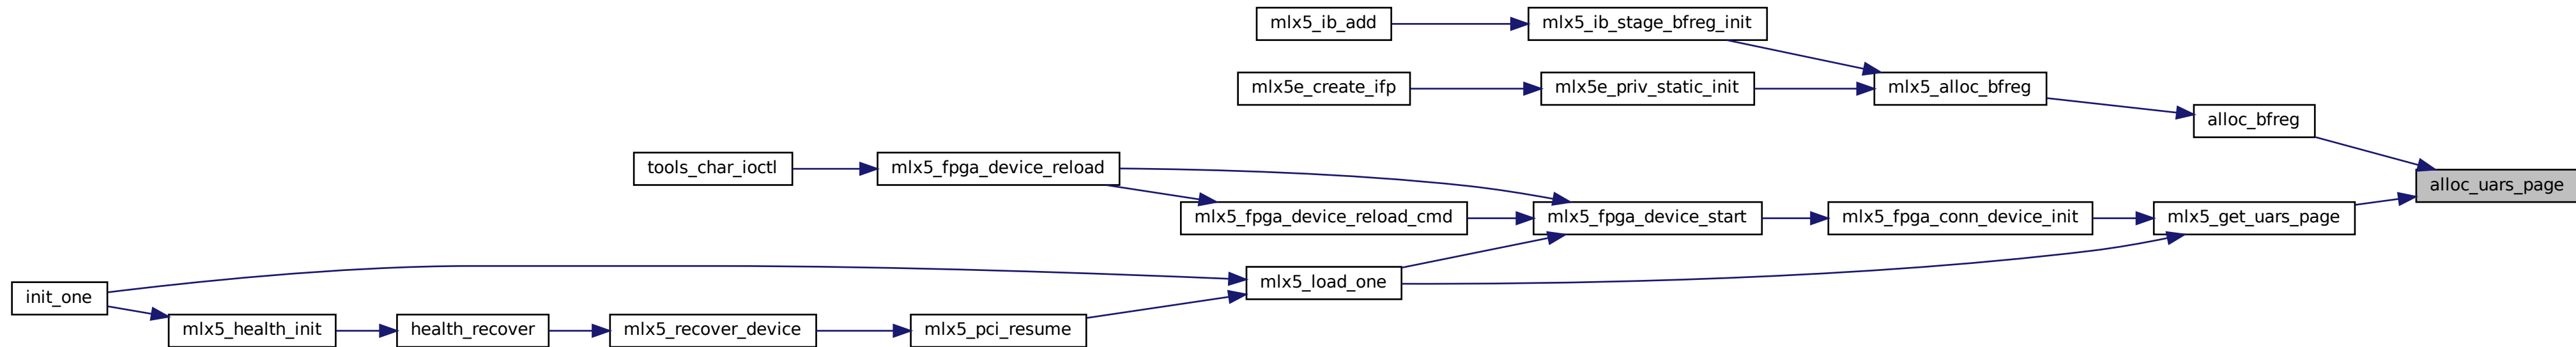 mlx5_ib_add
mlx5_ib_stage_bfreg_init
mlx5e_create_ifp
mlx5e_priv_static_init
mlx5_alloc_bfreg
alloc_bfreg
tools_char_ioctl
mlx5_fpga_device_reload
alloc_uars_page
mlx5_fpga_device_reload_cmd
mlx5_fpga_device_start
mlx5_fpga_conn_device_init
mlx5_get_uars_page
init_one
mlx5_load_one
mlx5_health_init
health_recover
mlx5_recover_device
mlx5_pci_resume